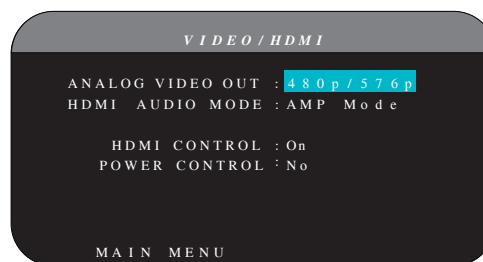 VIDEO/HDMI
ANALOG VIDEO OUT : 480p/576p
HDMI AUDIO MODE : AMP Mode
HDMI CONTROL : On
POWER CONTROL : No
MAIN MENU